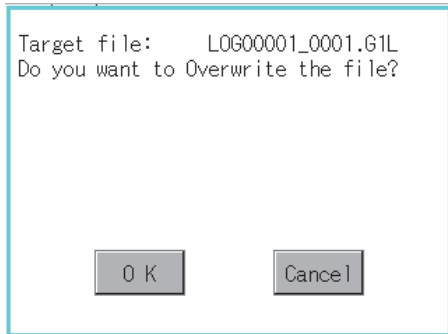 Target file: LOG00001_0001.G1L
Do you want to Overwrite the file?
OK Cancel